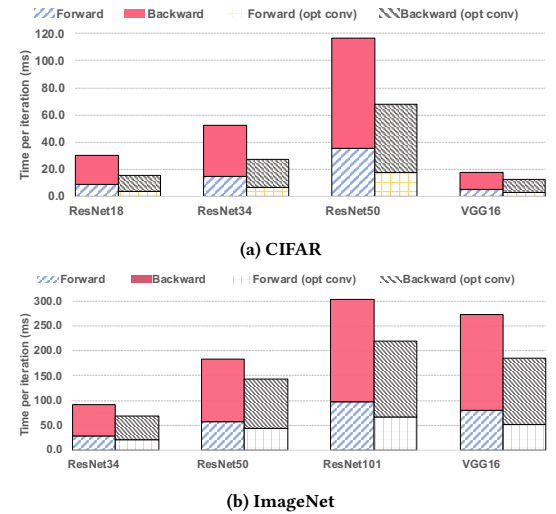 Forward Backward Forward (opt conv) Backward (opt conv)
Time per iteration (ms)
120.0
100.0
80.0
60.0
40.0
20.0
0.0
ResNet18 ResNet34 ResNet50 VGG16
(a) CIFAR
Forward Backward Forward (opt conv) Backward (opt conv)
Time per iteration (ms)
300.0
250.0
200.0
150.0
100.0
50.0
0.0
ResNet34 ResNet50 ResNet101 VGG16
(b) ImageNet